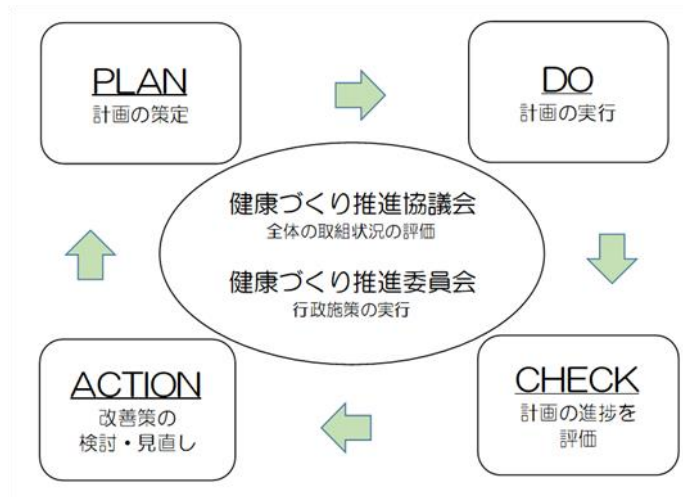 PLAN
計画の策定
DO
計画の実行
健康づくり推進協議会
全体の取組状況の評価
健康づくり推進委員会
行政施策の実行
ACTION
改善策の
検討・見直し
CHECK
計画の進捗を
評価